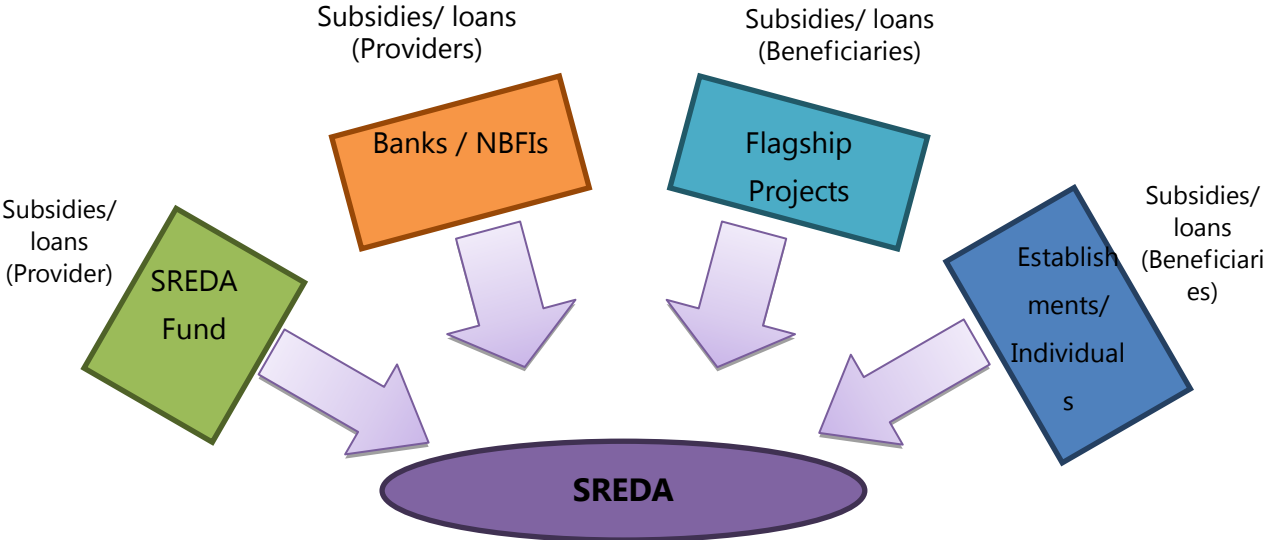 Subsidies/ loans
(Providers)
Subsidies/ loans
(Beneficiaries)
Banks / NBFIs
Flagship
Projects
Subsidies/
loans
(Provider)
SREDA
Fund
Establish
ments/
Individual
s
Subsidies/
loans
(Beneficiari
es)
SREDA